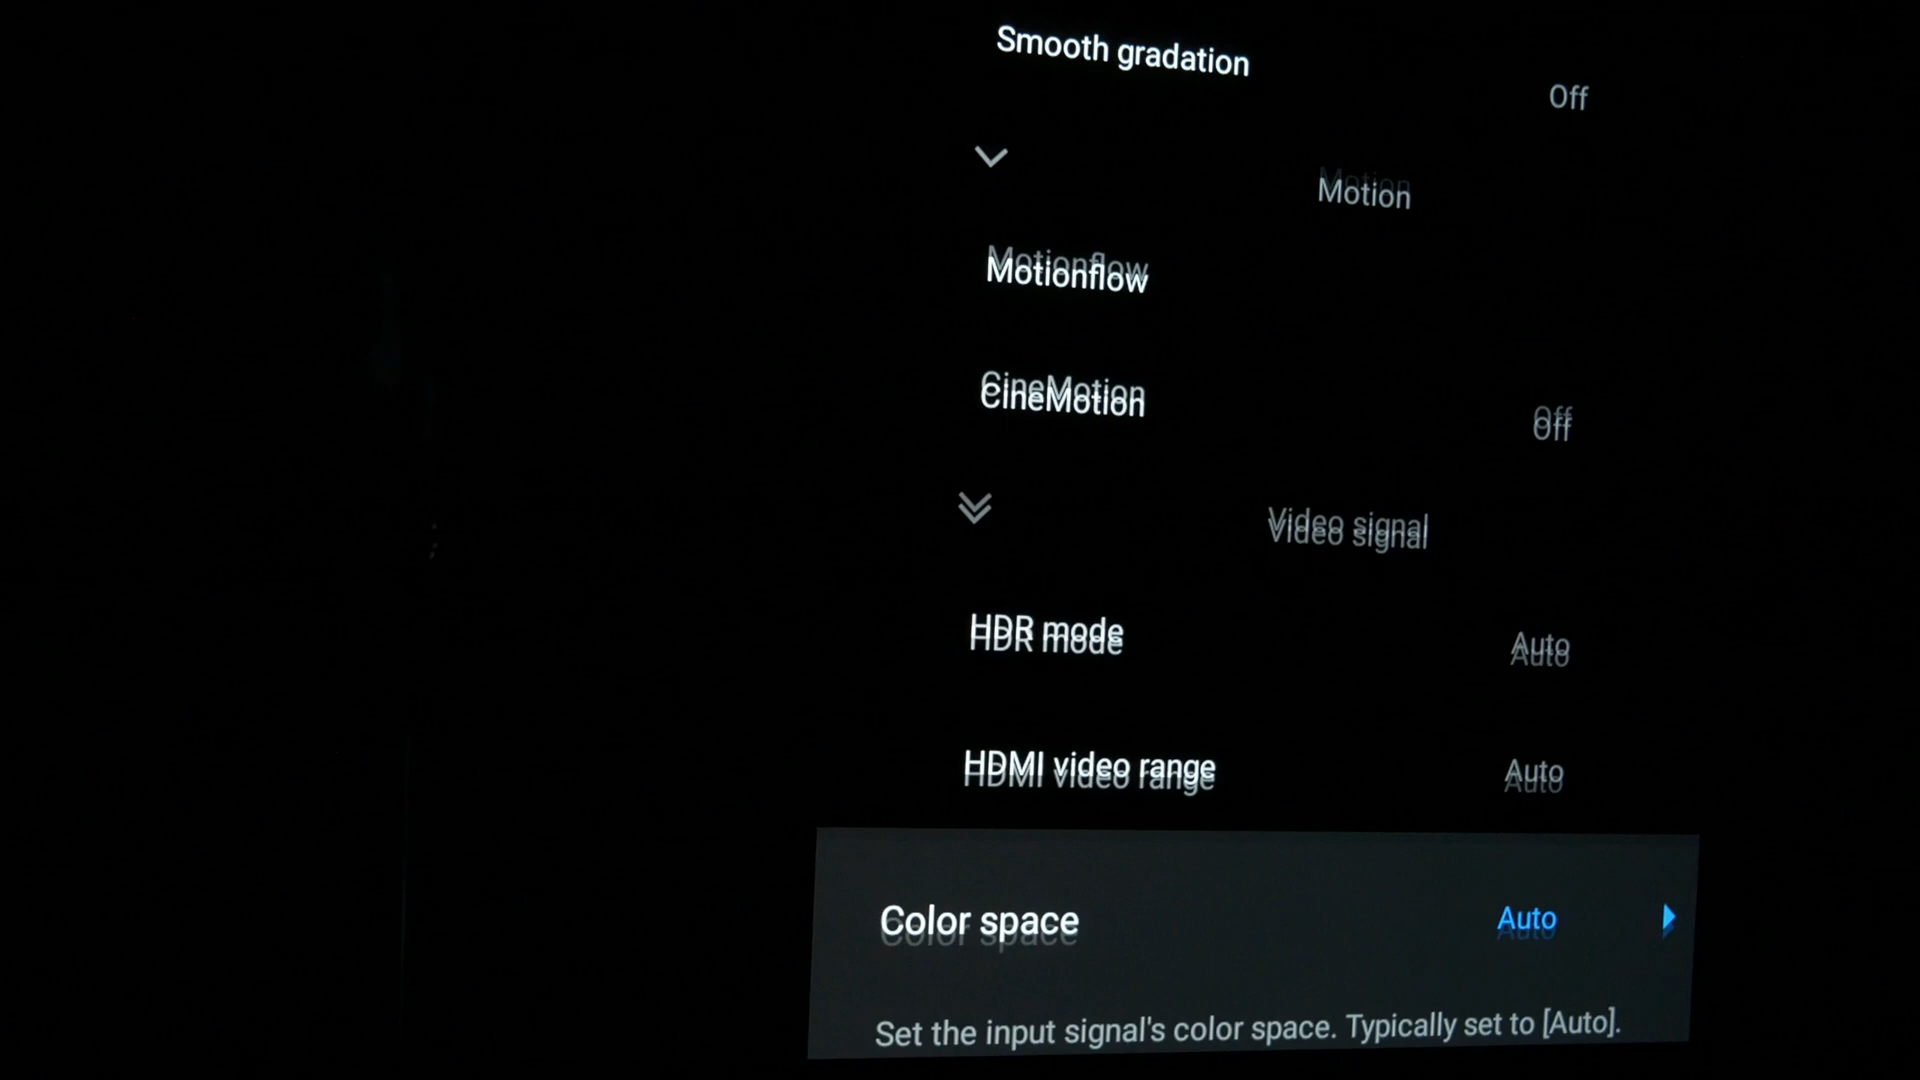 Smooth gradation
Off
Motion
Motionflow
CineMotion
Off
Video signal
HDR mode
Auto
HDMI video range
Auto
Color space
Auto
Set the input signal's color space. Typically set to [Auto].